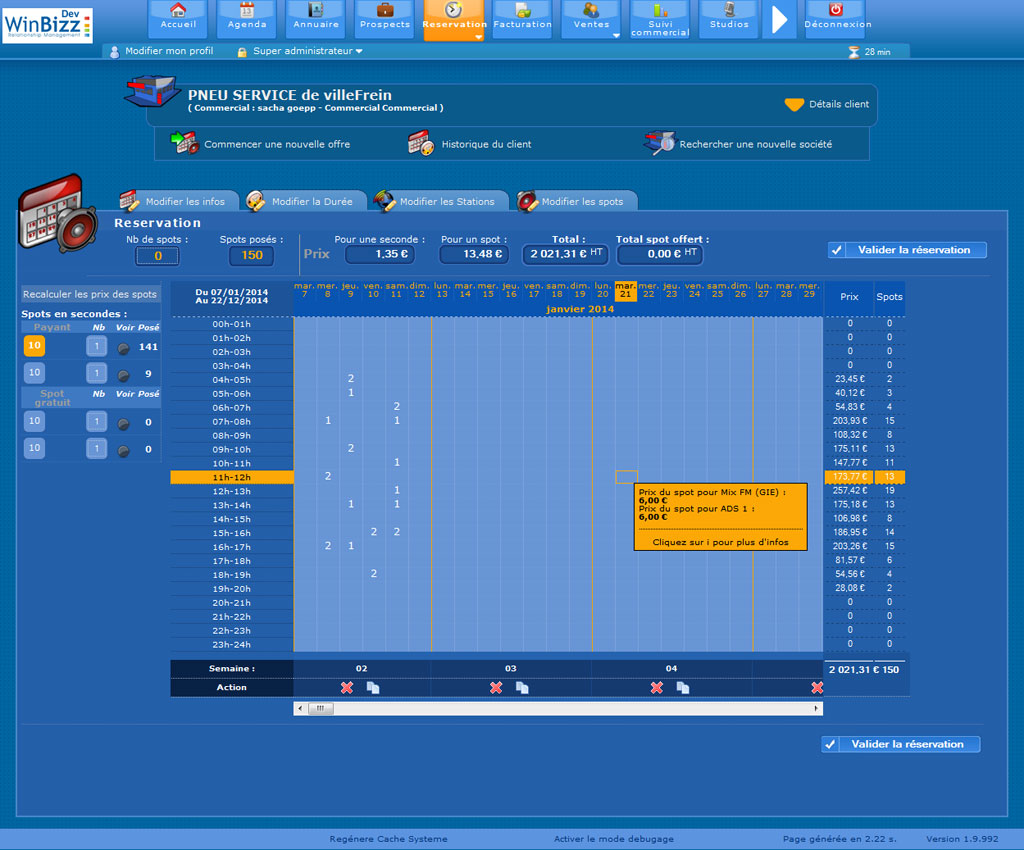 WinBizz Dev
Relationship Management
Accueil Agenda Annuaire Prospects Reservation Facturation Ventes Suivi commercial Studios Déconnexion
Modifier mon profil Super administrateur 28 min
PNEU SERVICE de villeFrein
( Commercial : sacha goepp - Commercial Commercial )
Détails client
Commencer une nouvelle offre Historique du client Rechercher une nouvelle société
Modifier les infos Modifier la Durée Modifier les Stations Modifier les spots
Reservation
Nb de spots : Spots posés : Pour une seconde : Pour un spot : Total : Total spot offert :
0 150 Prix 1,35 € 13,48 € 2 021,31 € HT 0,00 € HT
Valider la réservation
Recalculer les prix des spots
Spots en secondes :
Payant Nb Voir Posé
10 1 141
10 1 9
Spot gratuit Nb Voir Posé
10 1 0
10 1 0
Du 07/01/2014
Au 22/12/2014
mar. mer. jeu. ven. sam. dim. lun. mar. mer. jeu. ven. sam. dim. lun. mar. mer. jeu. ven. sam. dim. lun. mar. mer.
7 8 9 10 11 12 13 14 15 16 17 18 19 20 21 22 23 24 25 26 27 28 29
janvier 2014
Prix Spots
00h-01h 0 0
01h-02h 0 0
02h-03h 0 0
03h-04h 0 0
04h-05h 2 23,45 € 2
05h-06h 1 40,12 € 3
06h-07h 2 54,83 € 4
07h-08h 1 1 203,93 € 15
08h-09h 108,32 € 8
09h-10h 2 175,11 € 13
10h-11h 1 147,77 € 11
11h-12h 2 173,77 € 13
12h-13h 1 257,42 € 19
13h-14h 1 1 175,18 € 13
14h-15h 106,98 € 8
15h-16h 2 2 186,95 € 14
16h-17h 2 1 203,26 € 15
17h-18h 81,57 € 6
18h-19h 2 54,56 € 4
19h-20h 28,08 € 2
20h-21h 0 0
21h-22h 0 0
22h-23h 0 0
23h-24h 0 0
Prix du spot pour Mix FM (GIE) :
6,00 €
Prix du spot pour ADS 1 :
6,00 €
Cliquez sur i pour plus d'infos
Semaine : 02 03 04 2 021,31 € 150
Action
Valider la réservation
Regénere Cache Systeme Activer le mode debugage Page générée en 2.22 s. Version 1.9.992